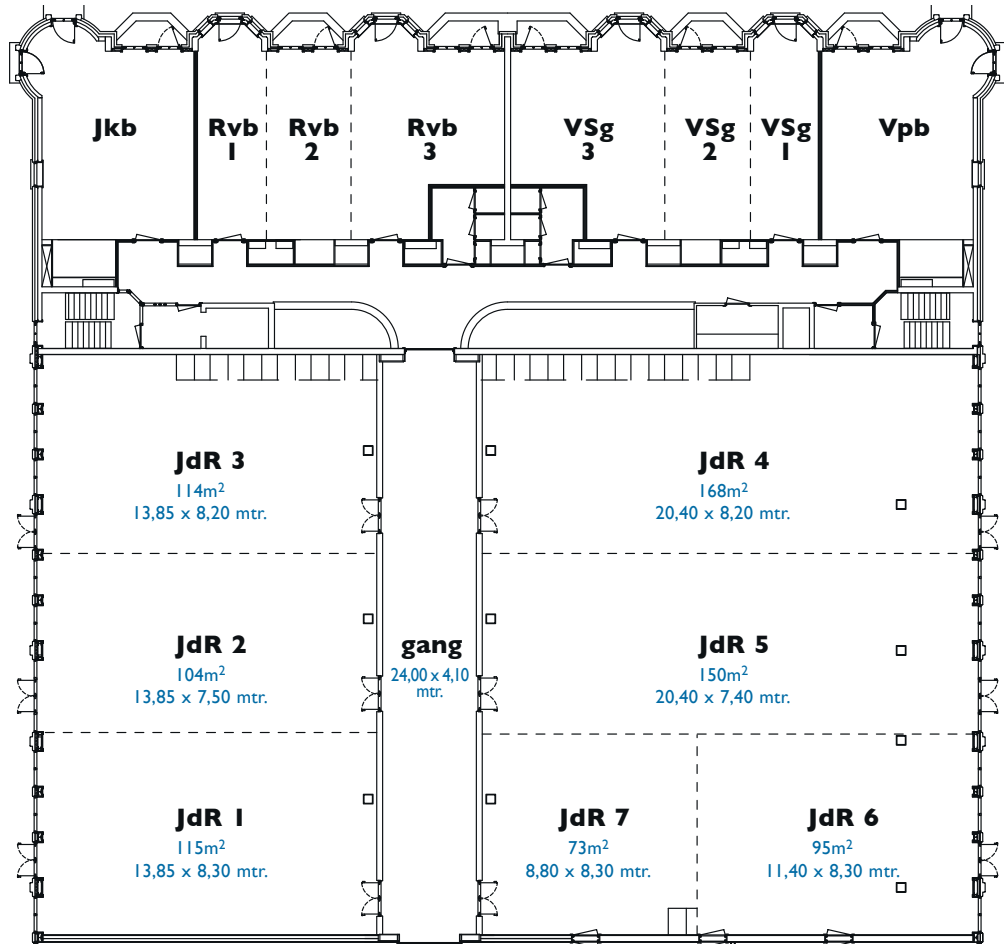 Jkb
Rvb 1
Rvb 2
Rvb 3
VSg 3
VSg 2
VSg 1
Vpb
JdR 3
114m²
13,85 x 8,20 mtr.
JdR 4
168m²
20,40 x 8,20 mtr.
JdR 2
104m²
13,85 x 7,50 mtr.
gang
24,00 x 4,10
mtr.
JdR 5
150m²
20,40 x 7,40 mtr.
JdR 1
115m²
13,85 x 8,30 mtr.
JdR 7
73m²
8,80 x 8,30 mtr.
JdR 6
95m²
11,40 x 8,30 mtr.